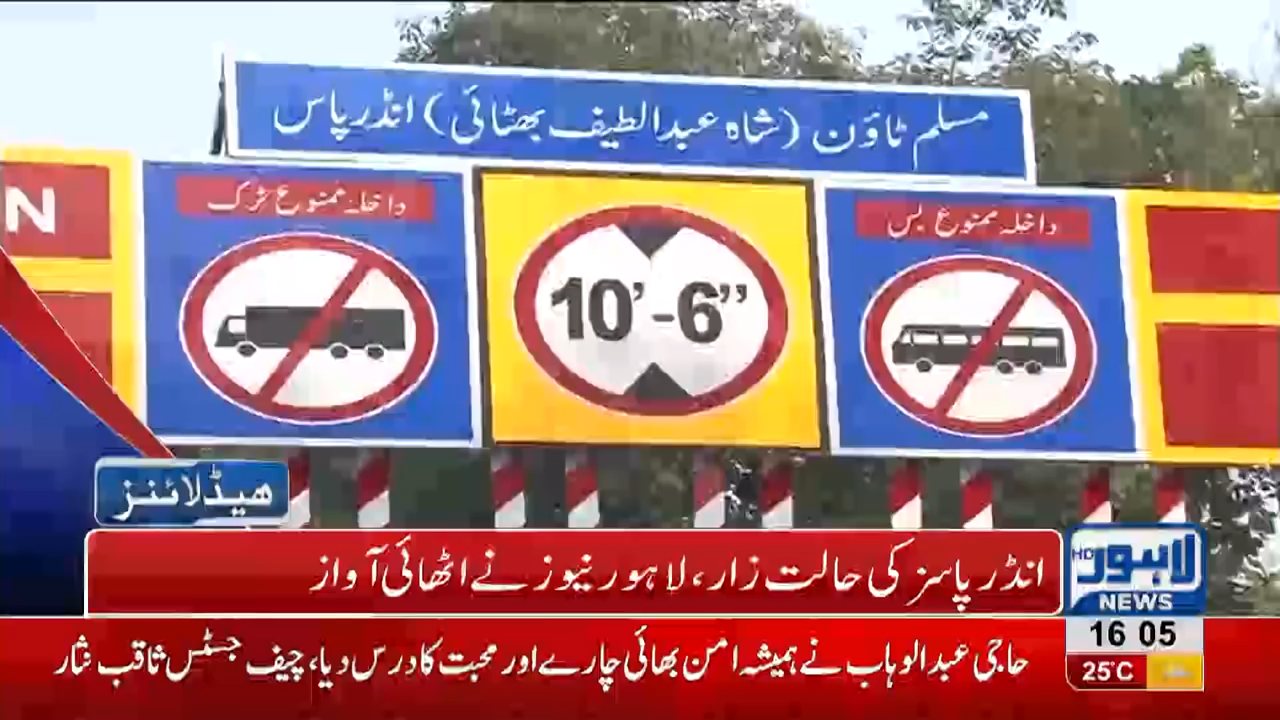 مسلم ٹاؤن (شاہ عبدالطیف بھٹائی) انڈرپاس
N
داخلہ ممنوع ٹرک
10'-6”
داخلہ ممنوع بس
ھیڈلائنز
انڈرپاسز کی حالت زار، لاہور نیوز نے اٹھائی آواز
HD لاہور
NEWS
16 05
25°C
حاجی عبدالوہاب نے ہمیشہ امن بھائی چارے اور محبت کا درس دیا، چیف جسٹس ثاقب نثار